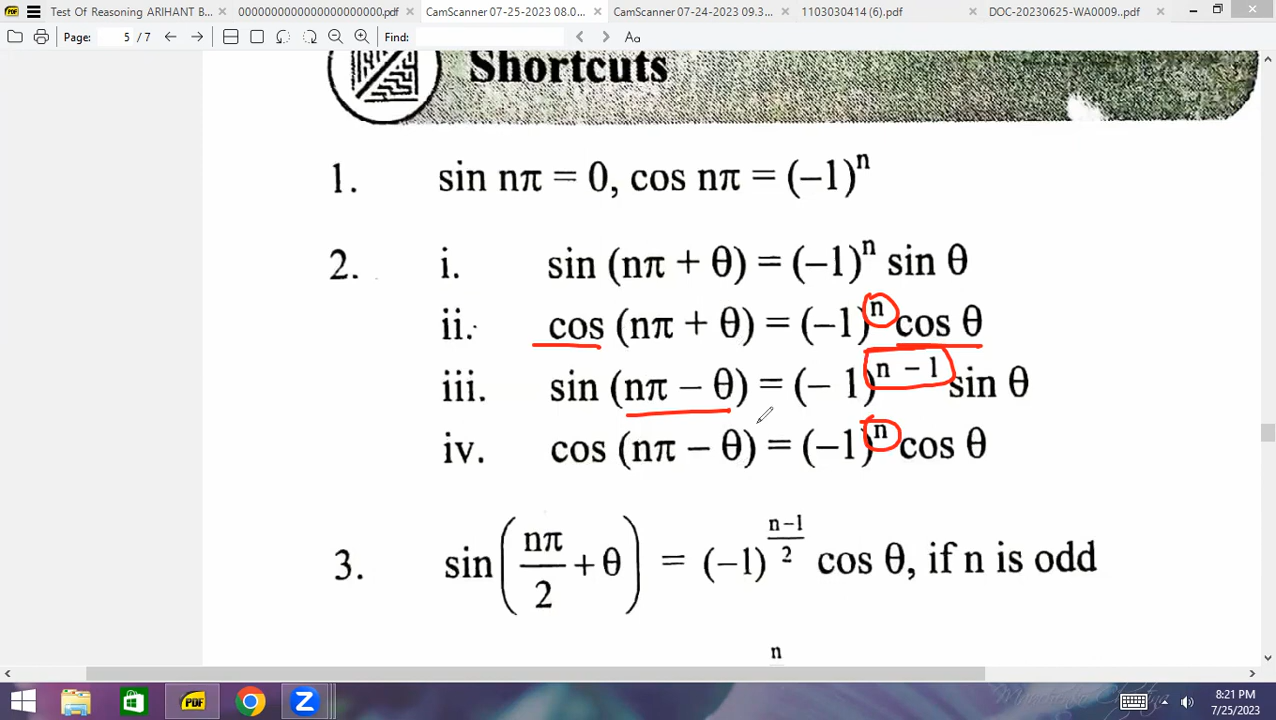 Test Of Reasoning ARIHANT B... × 0000000000000000000000.pdf × CamScanner 07-25-2023 08.0... × CamScanner 07-24-2023 09.3... × 1103030414 (6).pdf × DOC-20230625-WA0009..pdf ×
Page: 5 / 7 Find: Aa
Shortcuts
1. sin nπ = 0, cos nπ = (–1)ⁿ
2. i. sin (nπ + θ) = (–1)ⁿ sin θ
ii. cos (nπ + θ) = (–1)ⁿ cos θ
iii. sin (nπ – θ) = (– 1)ⁿ ⁻ ¹ sin θ
iv. cos (nπ – θ) = (–1)ⁿ cos θ
3. sin(nπ/2 + θ) = (–1)^((n–1)/2) cos θ, if n is odd
n
PDF 8:21 PM
7/25/2023